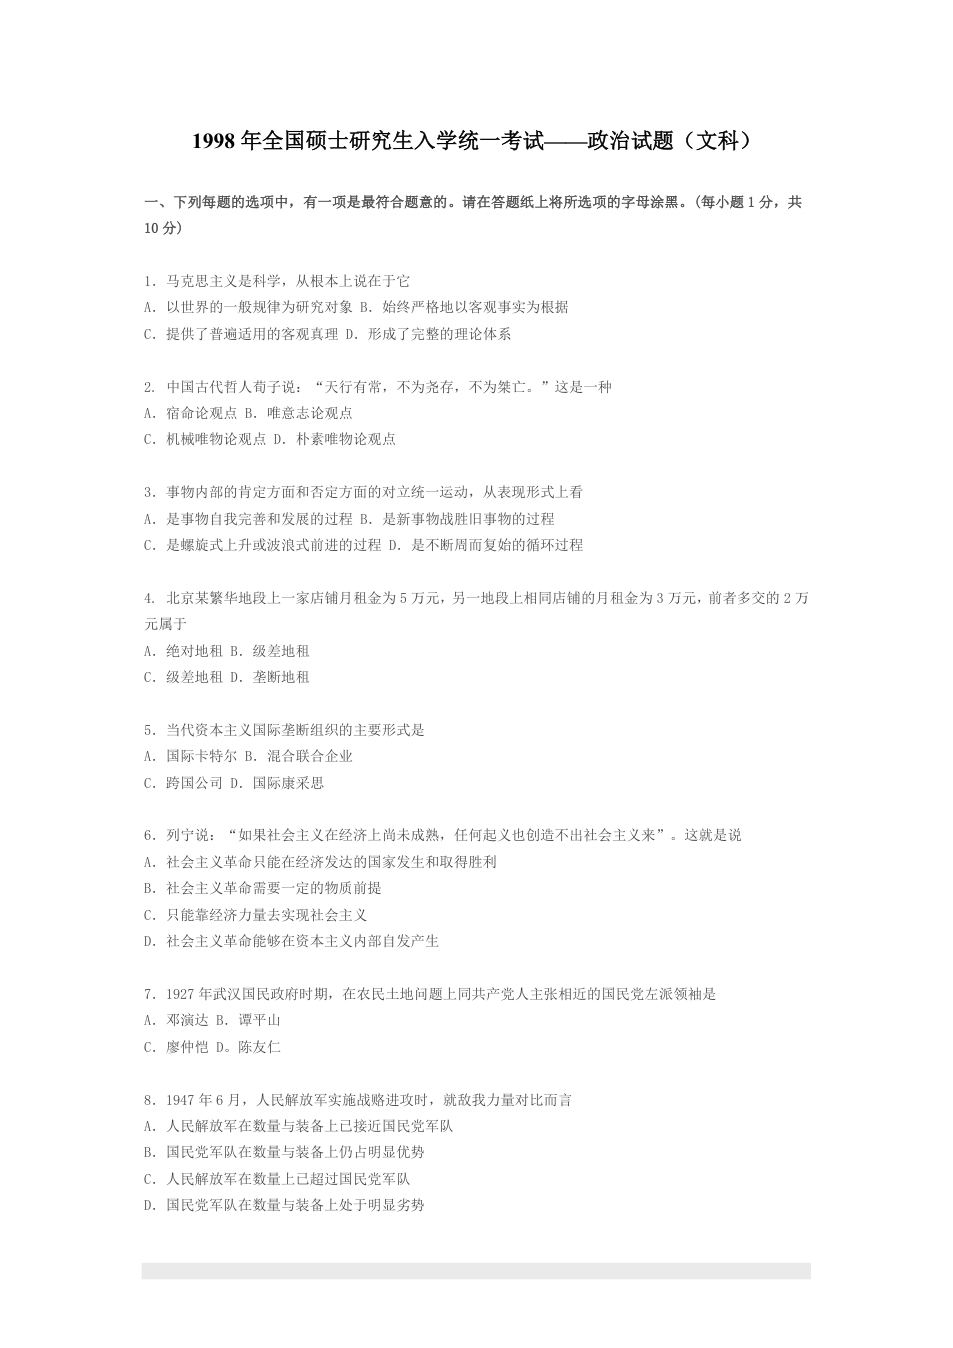 1998 年全国硕士研究生入学统一考试——政治试题（文科）
一、下列每题的选项中，有一项是最符合题意的。请在答题纸上将所选项的字母涂黑。(每小题 1 分，共
10 分)
1．马克思主义是科学，从根本上说在于它
A．以世界的一般规律为研究对象 B．始终严格地以客观事实为根据
C．提供了普遍适用的客观真理 D．形成了完整的理论体系
2. 中国古代哲人荀子说：“天行有常，不为尧存，不为桀亡。”这是一种
A．宿命论观点 B．唯意志论观点
C．机械唯物论观点 D．朴素唯物论观点
3．事物内部的肯定方面和否定方面的对立统一运动，从表现形式上看
A．是事物自我完善和发展的过程 B．是新事物战胜旧事物的过程
C．是螺旋式上升或波浪式前进的过程 D．是不断周而复始的循环过程
4. 北京某繁华地段上一家店铺月租金为 5 万元，另一地段上相同店铺的月租金为 3 万元，前者多交的 2 万
元属于
A．绝对地租 B．级差地租
C．级差地租 D．垄断地租
5．当代资本主义国际垄断组织的主要形式是
A．国际卡特尔 B．混合联合企业
C．跨国公司 D．国际康采思
6．列宁说：“如果社会主义在经济上尚未成熟，任何起义也创造不出社会主义来”。这就是说
A．社会主义革命只能在经济发达的国家发生和取得胜利
B．社会主义革命需要一定的物质前提
C．只能靠经济力量去实现社会主义
D．社会主义革命能够在资本主义内部自发产生
7．1927 年武汉国民政府时期，在农民土地问题上同共产党人主张相近的国民党左派领袖是
A．邓演达 B．谭平山
C．廖仲恺 D。陈友仁
8．1947 年 6 月，人民解放军实施战略进攻时，就敌我力量对比而言
A．人民解放军在数量与装备上已接近国民党军队
B．国民党军队在数量与装备上仍占明显优势
C．人民解放军在数量上已超过国民党军队
D．国民党军队在数量与装备上处于明显劣势